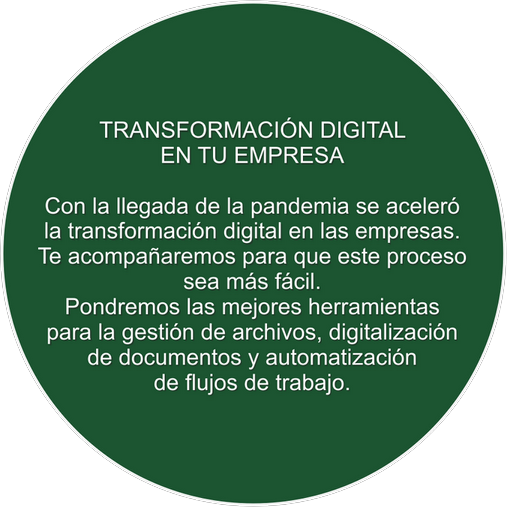 TRANSFORMACIÓN DIGITAL
EN TU EMPRESA
Con la llegada de la pandemia se aceleró
la transformación digital en las empresas.
Te acompañaremos para que este proceso
sea más fácil.
Pondremos las mejores herramientas
para la gestión de archivos, digitalización
de documentos y automatización
de flujos de trabajo.